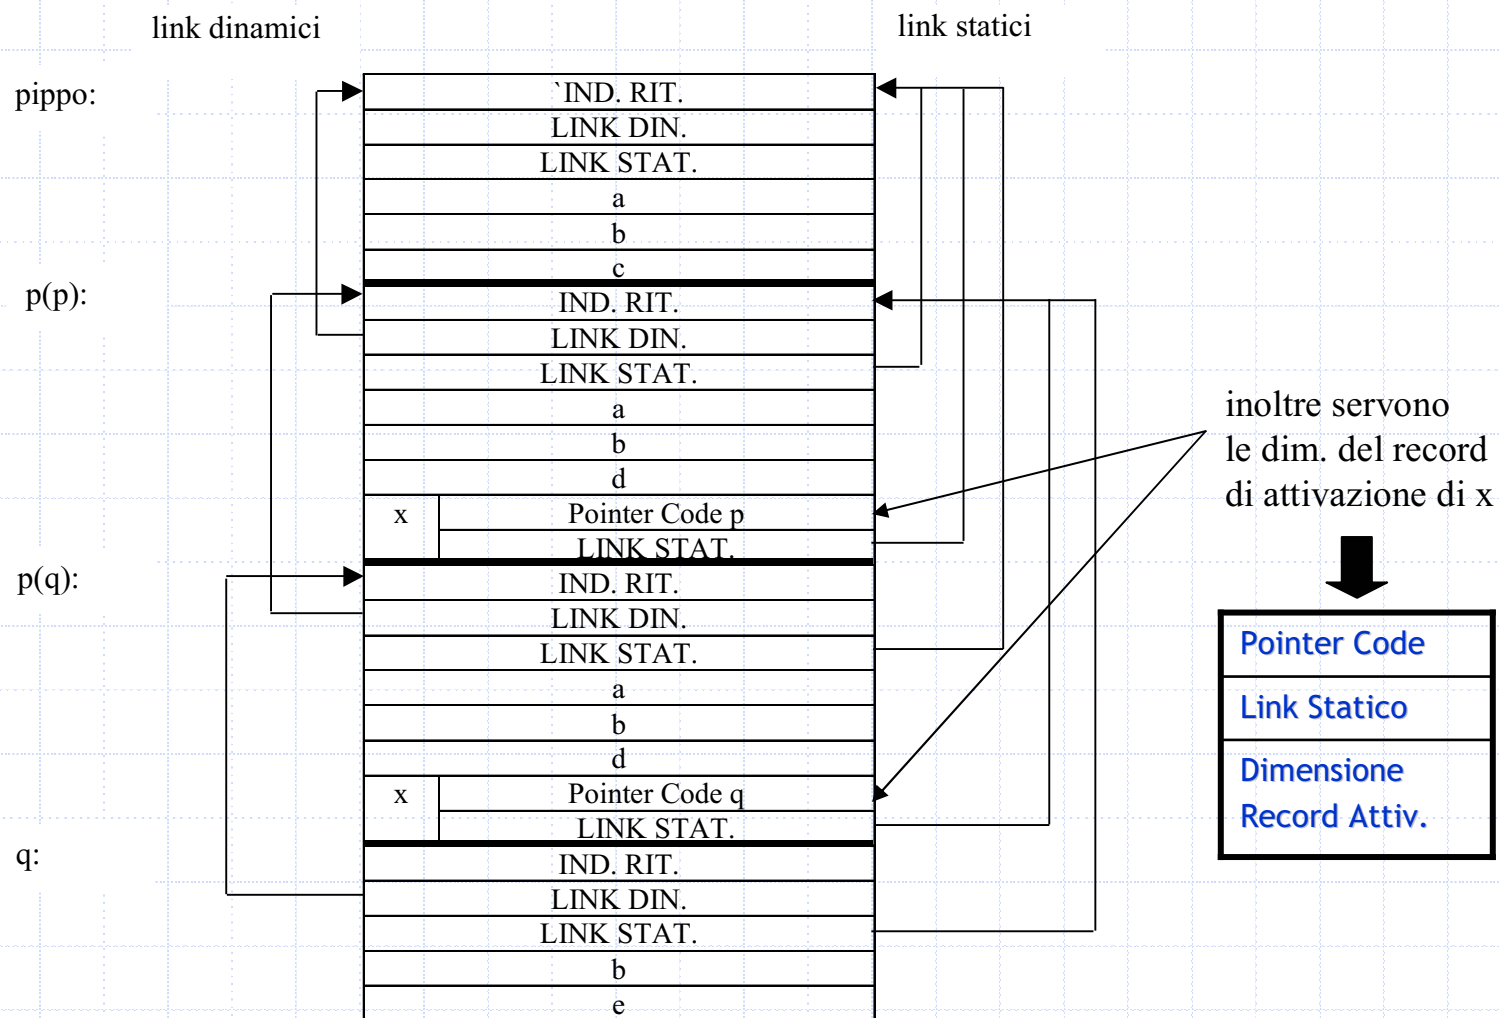 link dinamici
link statici
pippo:
`IND. RIT.
LINK DIN.
LINK STAT.
a
b
c
p(p):
IND. RIT.
LINK DIN.
LINK STAT.
a
b
d
x
Pointer Code p
LINK STAT.
p(q):
IND. RIT.
LINK DIN.
LINK STAT.
a
b
d
x
Pointer Code q
LINK STAT.
q:
IND. RIT.
LINK DIN.
LINK STAT.
b
e
inoltre servono
le dim. del record
di attivazione di x
Pointer Code
Link Statico
Dimensione
Record Attiv.